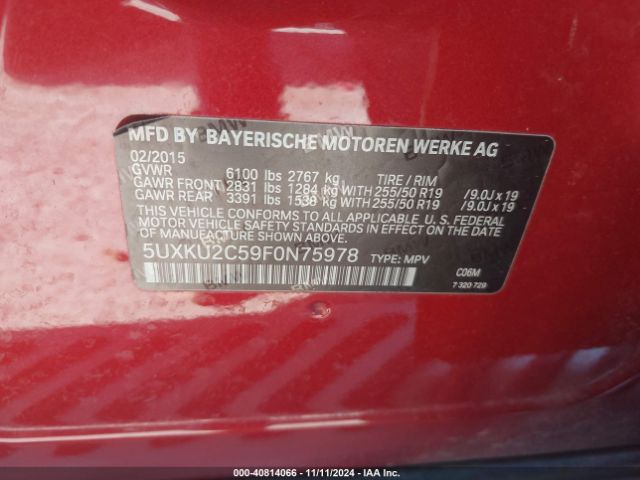 MFD BY BAYERISCHE MOTOREN WERKE AG
02/2015
GVWR 6100 lbs 2767 kg TIRE / RIM
GAWR FRONT 2831 lbs 1284 kg WITH 255/50 R19 / 9.0J x 19
GAWR REAR 3391 lbs 1538 kg WITH 255/50 R19 / 9.0J x 19
THIS VEHICLE CONFORMS TO ALL APPLICABLE U.S. FEDERAL
MOTOR VEHICLE SAFETY STANDARDS IN EFFECT ON THE DATE
OF MANUFACTURE SHOWN ABOVE.
5UXKU2C59F0N75978 TYPE: MPV C06M
7 320 729
000-40814066 - 11/11/2024 - IAA Inc.